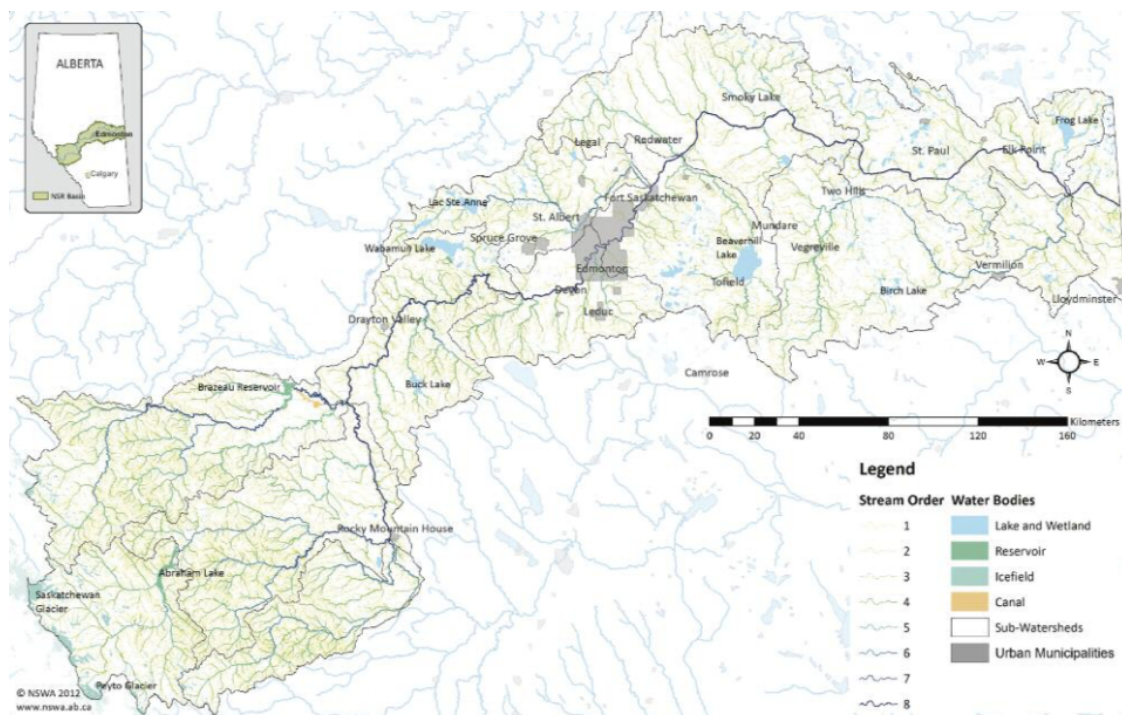 ALBERTA
Edmonton
Calgary
NSR Basin
Smoky Lake
Frog Lake
Legal
Redwater
St. Paul
Elk Point
Two Hills
Lac Ste Anne
St. Albert
Fort Saskatchewan
Mundare
Wabamun Lake
Spruce Grove
Beaverhill
Lake
Vegreville
Edmonton
Vermilion
Devon
Tofield
Birch Lake
Lloydminster
Leduc
Drayton Valley
Camrose
Buck Lake
Brazeau Reservoir
N
W
E
S
Kilometers
0 20 40 80 120 160
Rocky Mountain House
Abraham Lake
Saskatchewan
Glacier
Peyto Glacier
© NSWA 2012
www.nswa.ab.ca
Legend
Stream Order Water Bodies
1 Lake and Wetland
2 Reservoir
3 Icefield
4 Canal
5 Sub-Watersheds
6 Urban Municipalities
7
8